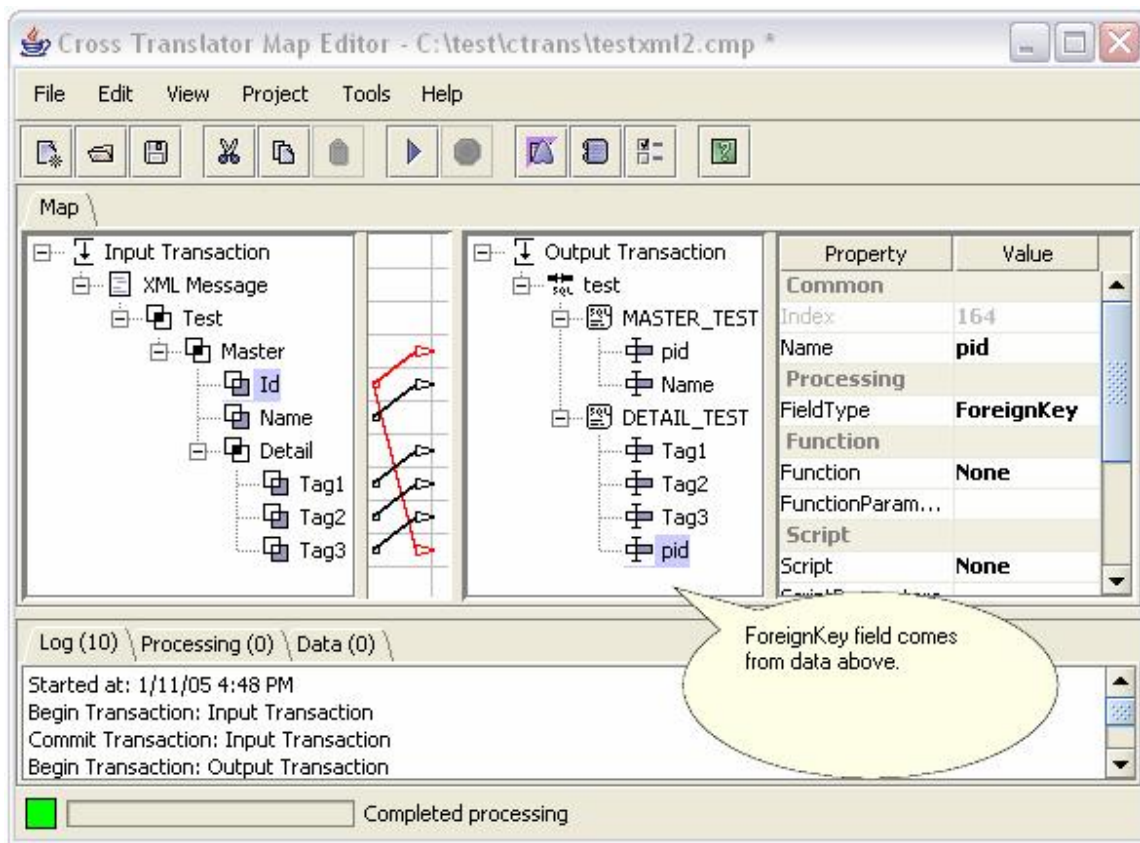 Cross Translator Map Editor - C:\test\ctrans\testxml2.cmp *
File Edit View Project Tools Help
Map
Input Transaction
XML Message
Test
Master
Id
Name
Detail
Tag1
Tag2
Tag3
Output Transaction
SQL test
MASTER_TEST
pid
Name
DETAIL_TEST
Tag1
Tag2
Tag3
pid
Property Value
Common
Index 164
Name pid
Processing
FieldType ForeignKey
Function
Function None
FunctionParam...
Script
Script None
ForeignKey field comes
from data above.
Log (10) Processing (0) Data (0)
Started at: 1/11/05 4:48 PM
Begin Transaction: Input Transaction
Commit Transaction: Input Transaction
Begin Transaction: Output Transaction
Completed processing